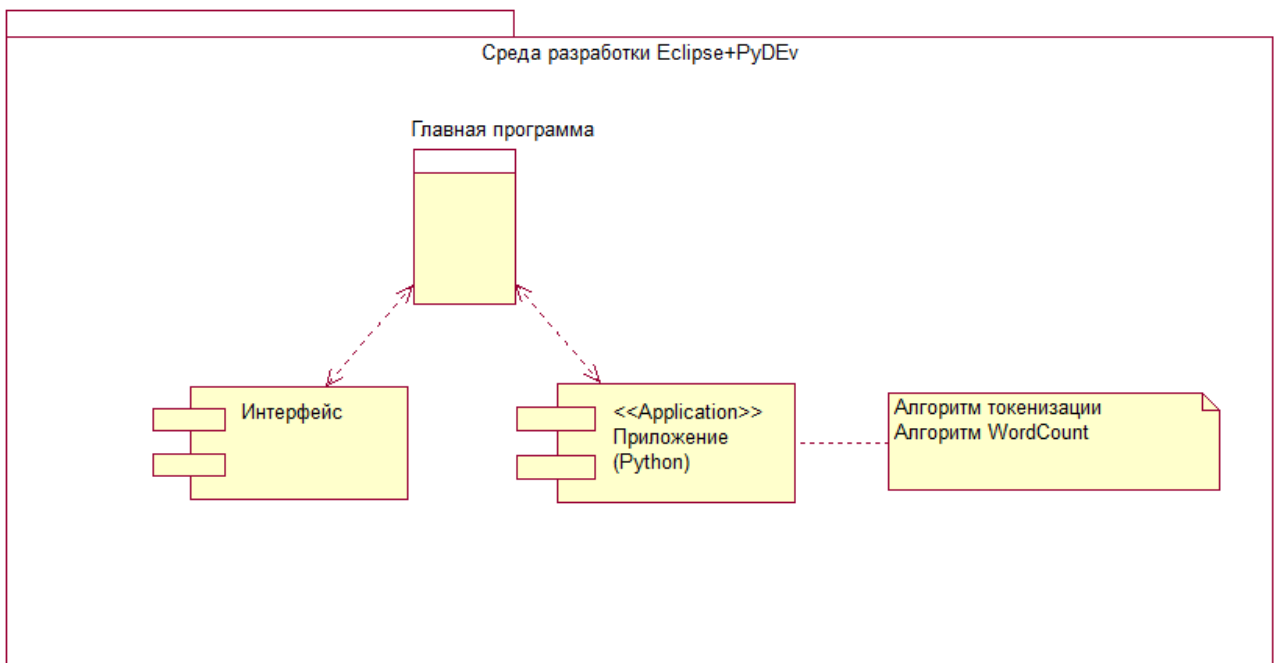 Среда разработки Eclipse+PyDEv
Главная программа
Интерфейс
<<Application>>
Приложение
(Python)
Алгоритм токенизации
Алгоритм WordCount